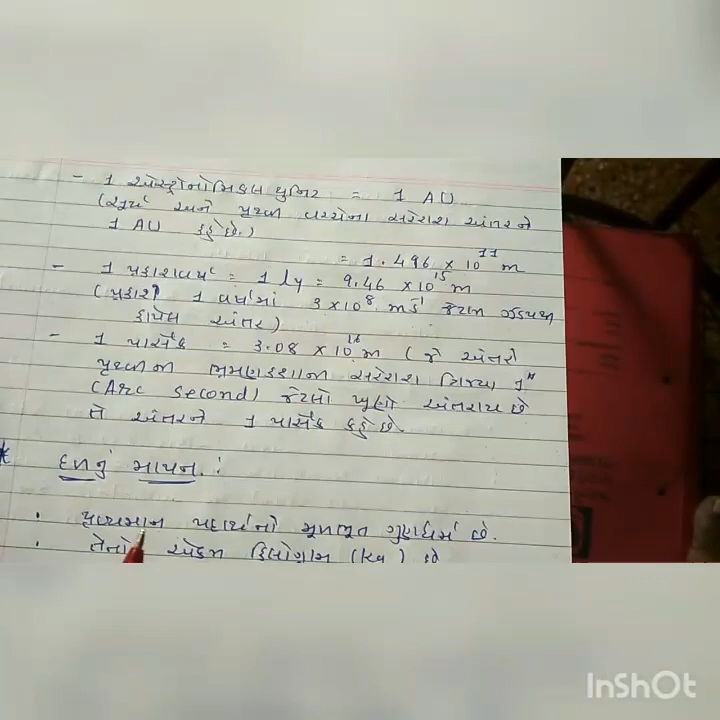 - 1 એસ્ટ્રોનોમિકલ યુનિટ = 1 AU
(સૂર્ય અને પૃથ્વી વચ્ચેના સરેરાશ અંતરને
1 AU કહે છે.)
= 1.496 × 10¹¹ m
- 1 પ્રકાશવર્ષ = 1 ly = 9.46 × 10¹⁵ m
(પ્રકાશે 1 વર્ષમાં 3×10⁸ ms⁻¹ જેટલા ઝડપથી
કાપેલ અંતર)
- 1 પાર્સેક = 3.08 × 10¹⁶ m (જે અંતરે
પૃથ્વીની ભ્રમણકક્ષાની સરેરાશ ત્રિજ્યા 1"
(Arc second) જેટલો ખૂણો અંતરાય છે
તે અંતરને 1 પાર્સેક કહે છે.
* દળનું માપન :
· દ્રવ્યમાન પદાર્થનો મૂળભૂત ગુણધર્મ છે.
· તેનો એકમ કિલોગ્રામ (kg) છે
InShOt